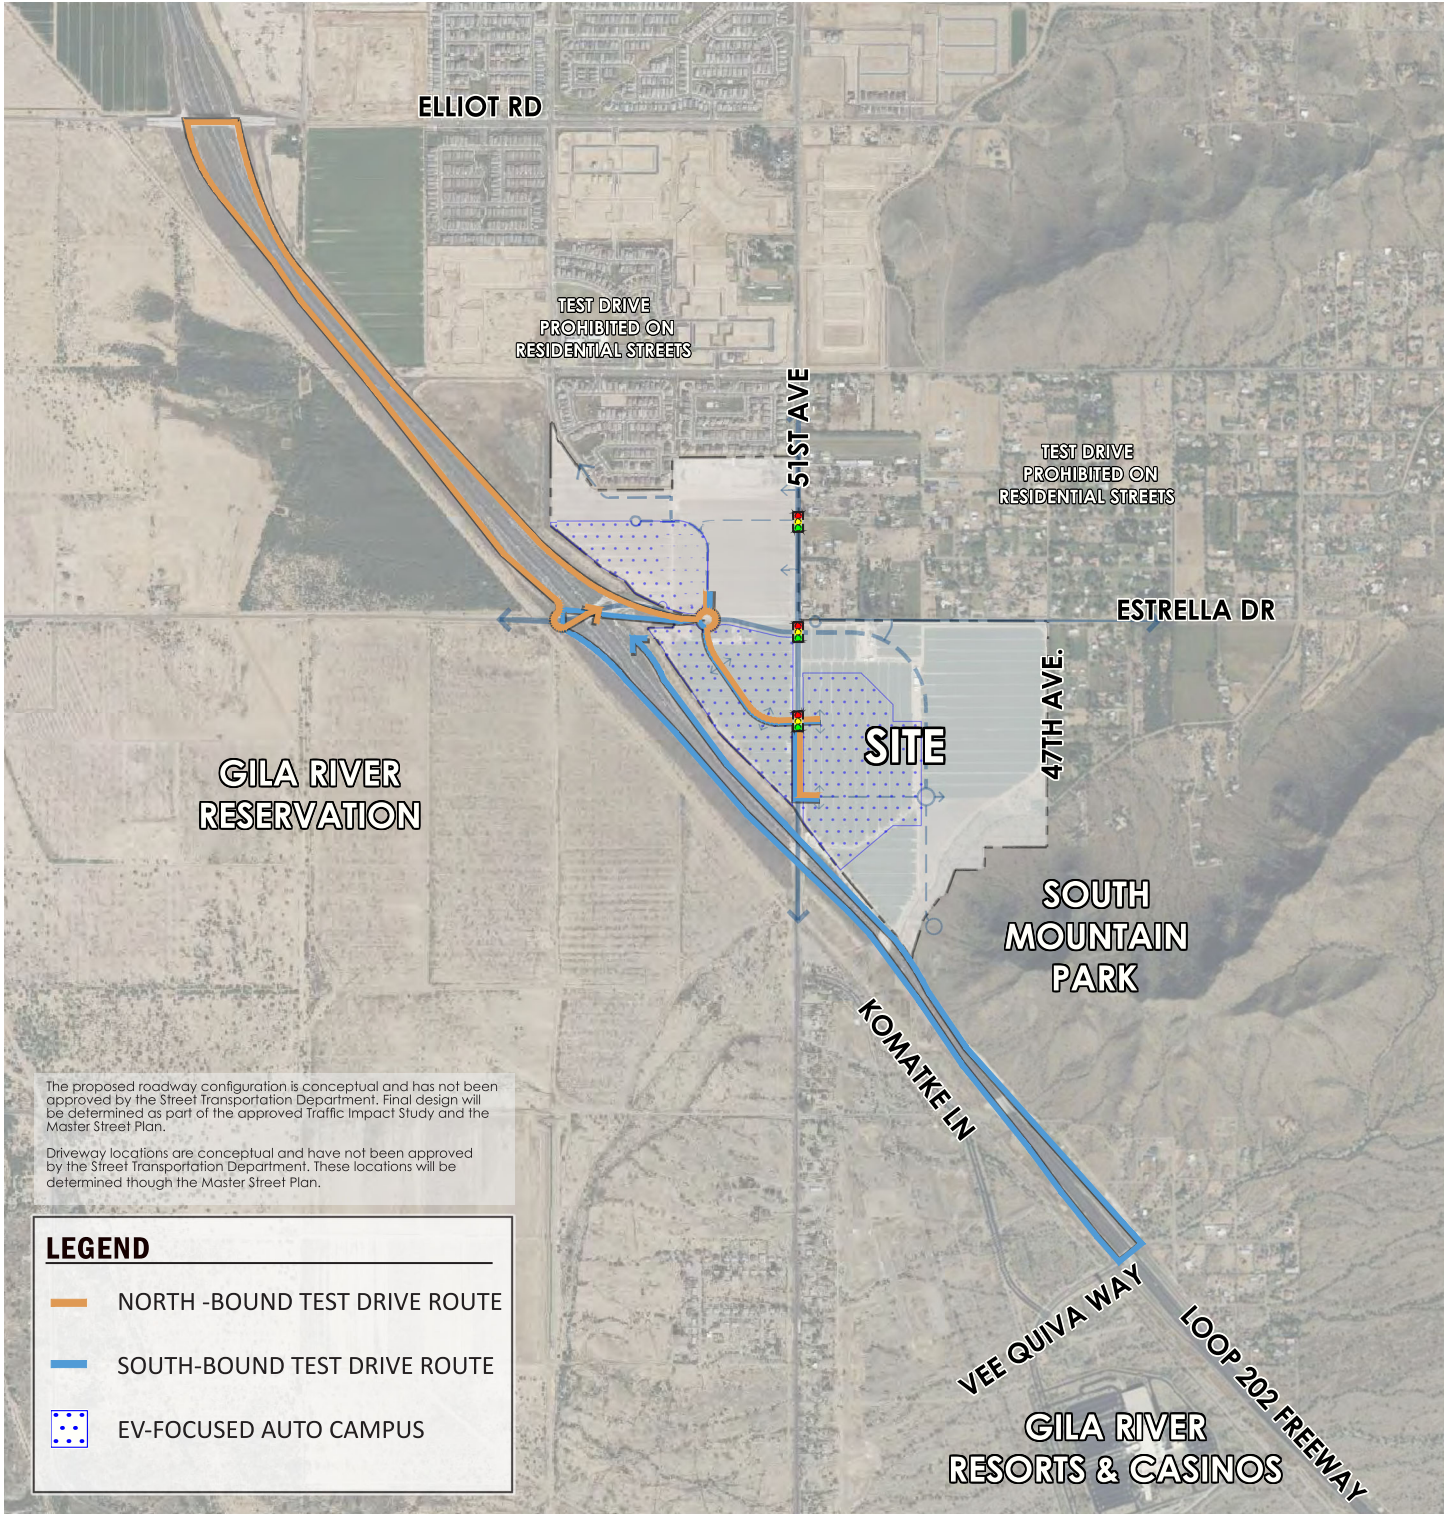 ELLIOT RD
TEST DRIVE
PROHIBITED ON
RESIDENTIAL STREETS
51ST AVE
TEST DRIVE
PROHIBITED ON
RESIDENTIAL STREETS
ESTRELLA DR
47TH AVE.
SITE
GILA RIVER
RESERVATION
SOUTH
MOUNTAIN
PARK
KOMATKE LN
The proposed roadway configuration is conceptual and has not been
approved by the Street Transportation Department. Final design will
be determined as part of the approved Traffic Impact Study and the
Master Street Plan.
Driveway locations are conceptual and have not been approved
by the Street Transportation Department. These locations will be
determined though the Master Street Plan.
LEGEND
NORTH -BOUND TEST DRIVE ROUTE
SOUTH-BOUND TEST DRIVE ROUTE
EV-FOCUSED AUTO CAMPUS
VEE QUIVA WAY
LOOP 202 FREEWAY
GILA RIVER
RESORTS & CASINOS